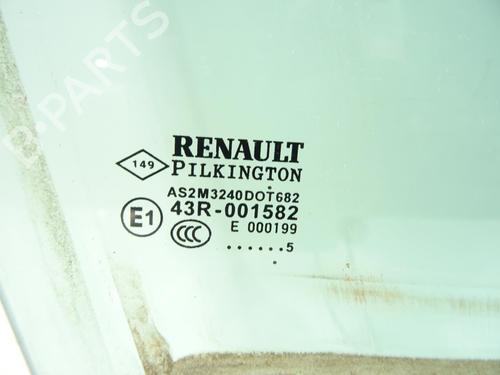 B-PARTS
RENAULT
149 PILKINGTON
AS2M3240DOT682
E1 43R-001582
CCC E 000199
......5